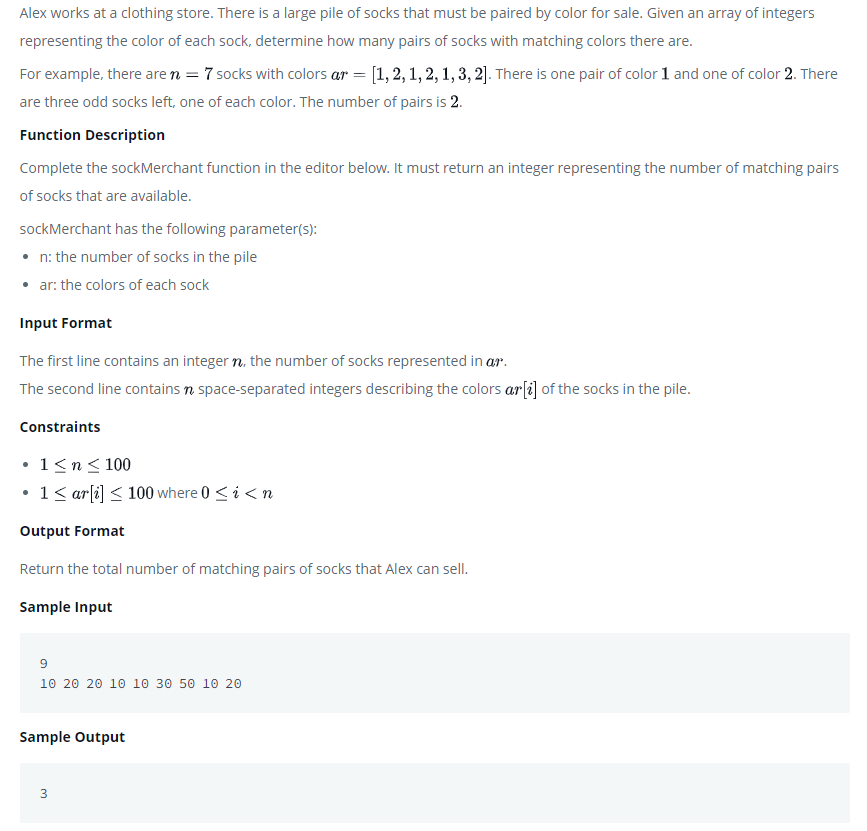 Alex works at a clothing store. There is a large pile of socks that must be paired by color for sale. Given an array of integers
representing the color of each sock, determine how many pairs of socks with matching colors there are.
For example, there are n = 7 socks with colors ar = [1, 2, 1, 2, 1, 3, 2]. There is one pair of color 1 and one of color 2. There
are three odd socks left, one of each color. The number of pairs is 2.
Function Description
Complete the sockMerchant function in the editor below. It must return an integer representing the number of matching pairs
of socks that are available.
sockMerchant has the following parameter(s):
• n: the number of socks in the pile
• ar: the colors of each sock
Input Format
The first line contains an integer n, the number of socks represented in ar.
The second line contains n space-separated integers describing the colors ar[i] of the socks in the pile.
Constraints
• 1 ≤ n ≤ 100
• 1 ≤ ar[i] ≤ 100 where 0 ≤ i < n
Output Format
Return the total number of matching pairs of socks that Alex can sell.
Sample Input
9
10 20 20 10 10 30 50 10 20
Sample Output
3